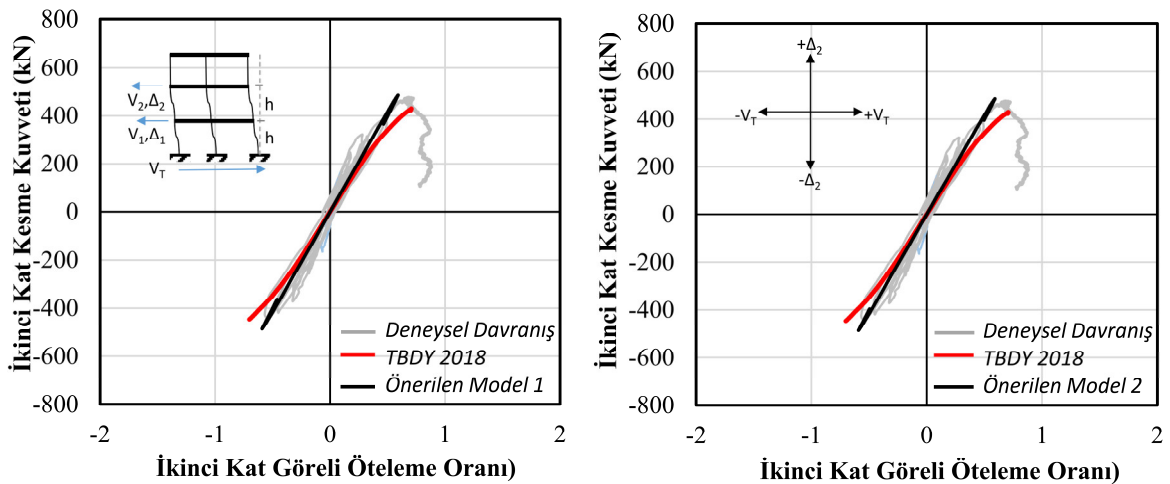 İkinci Kat Kesme Kuvveti (kN)
800
600
400
200
0
-200
-400
-600
-800
-2
-1
0
1
2
İkinci Kat Göreli Öteleme Oranı)
V2,Δ2
V1,Δ1
h
h
VT
Deneysel Davranış
TBDY 2018
Önerilen Model 1
İkinci Kat Kesme Kuvveti (kN)
800
600
400
200
0
-200
-400
-600
-800
-2
-1
0
1
2
İkinci Kat Göreli Öteleme Oranı)
+Δ2
-VT
+VT
-Δ2
Deneysel Davranış
TBDY 2018
Önerilen Model 2